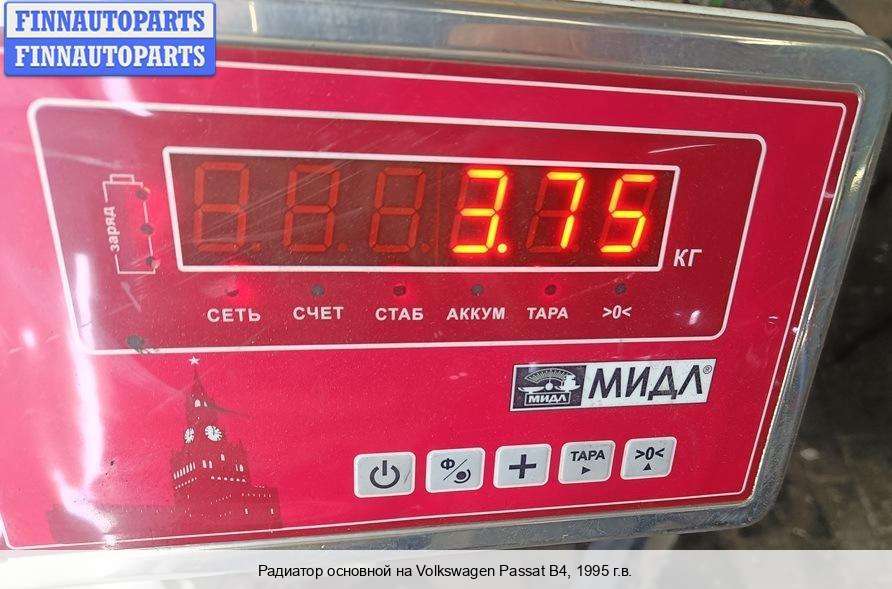 FINNAUTOPARTS
FINNAUTOPARTS
заряд
3.75
КГ
СЕТЬ СЧЕТ СТАБ АККУМ ТАРА >0<
МИДЛ МИДЛ®
Ф + ТАРА >0<
Радиатор основной на Volkswagen Passat B4, 1995 г.в.